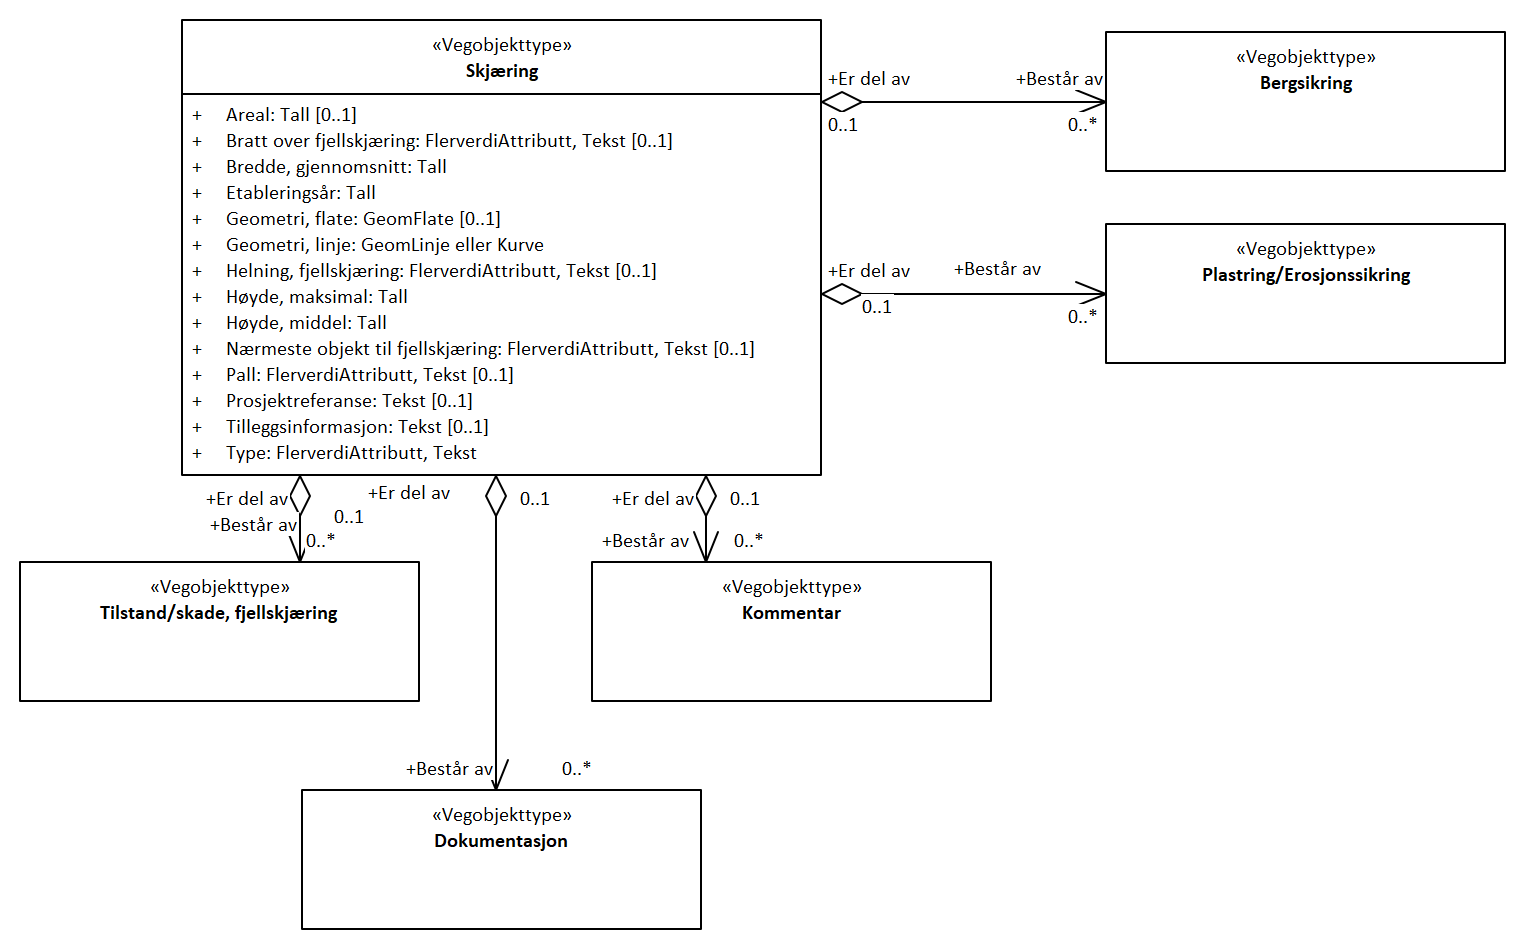 «Vegobjekttype»
Skjæring
+ Areal: Tall [0..1]
+ Bratt over fjellskjæring: FlerverdiAttributt, Tekst [0..1]
+ Bredde, gjennomsnitt: Tall
+ Etableringsår: Tall
+ Geometri, flate: GeomFlate [0..1]
+ Geometri, linje: GeomLinje eller Kurve
+ Helning, fjellskjæring: FlerverdiAttributt, Tekst [0..1]
+ Høyde, maksimal: Tall
+ Høyde, middel: Tall
+ Nærmeste objekt til fjellskjæring: FlerverdiAttributt, Tekst [0..1]
+ Pall: FlerverdiAttributt, Tekst [0..1]
+ Prosjektreferanse: Tekst [0..1]
+ Tilleggsinformasjon: Tekst [0..1]
+ Type: FlerverdiAttributt, Tekst
+Er del av
0..1
+Består av
0..*
«Vegobjekttype»
Bergsikring
+Er del av
0..1
+Består av
0..*
«Vegobjekttype»
Plastring/Erosjonssikring
+Er del av
0..1
+Består av
0..*
«Vegobjekttype»
Tilstand/skade, fjellskjæring
+Er del av
0..1
+Består av
0..*
«Vegobjekttype»
Dokumentasjon
+Er del av
0..1
+Består av
0..*
«Vegobjekttype»
Kommentar